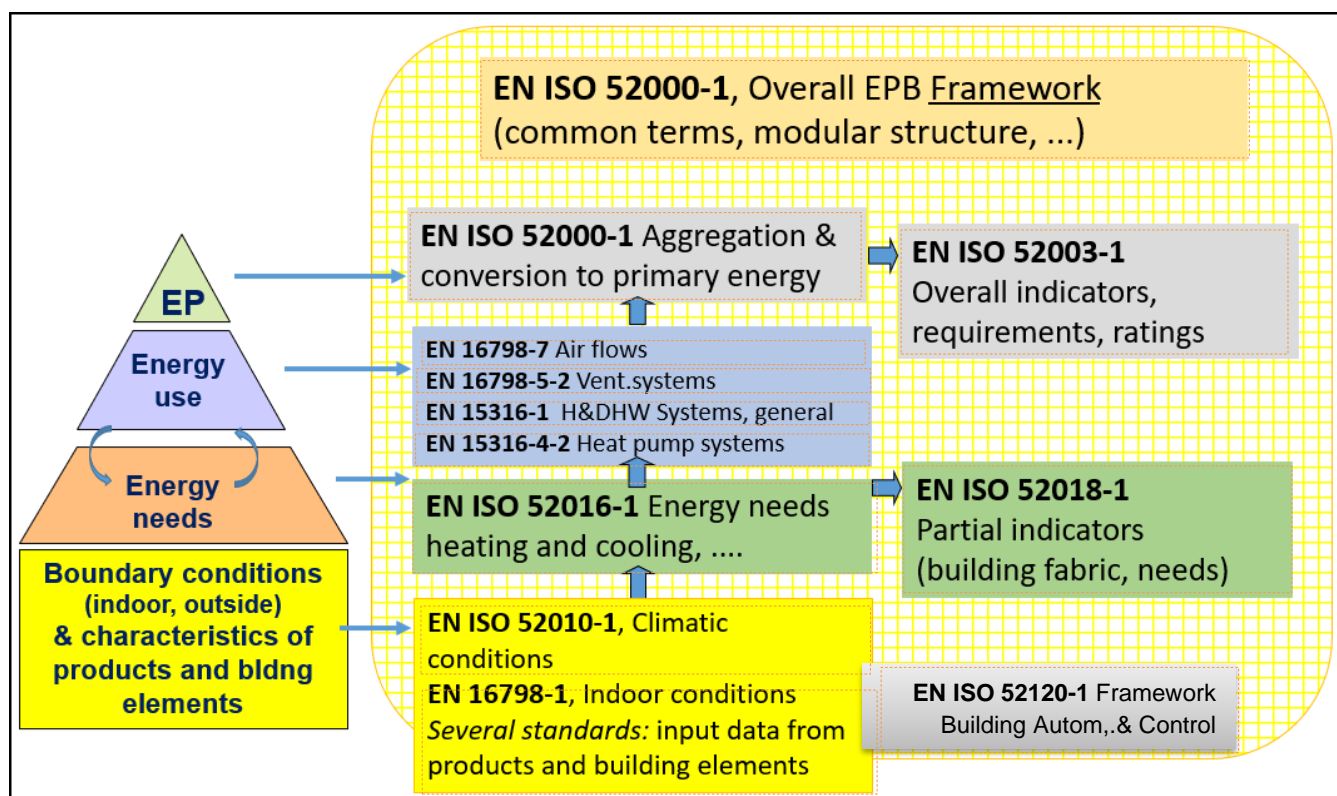 EN ISO 52000-1, Overall EPB Framework
(common terms, modular structure, ...)
EN ISO 52000-1 Aggregation &
conversion to primary energy
EN ISO 52003-1
Overall indicators,
requirements, ratings
EP
Energy
use
Energy
needs
Boundary conditions
(indoor, outside)
& characteristics of
products and bldng
elements
EN 16798-7 Air flows
EN 16798-5-2 Vent.systems
EN 15316-1 H&DHW Systems, general
EN 15316-4-2 Heat pump systems
EN ISO 52016-1 Energy needs
heating and cooling, ....
EN ISO 52018-1
Partial indicators
(building fabric, needs)
EN ISO 52010-1, Climatic
conditions
EN 16798-1, Indoor conditions
Several standards: input data from
products and building elements
EN ISO 52120-1 Framework
Building Autom,.& Control